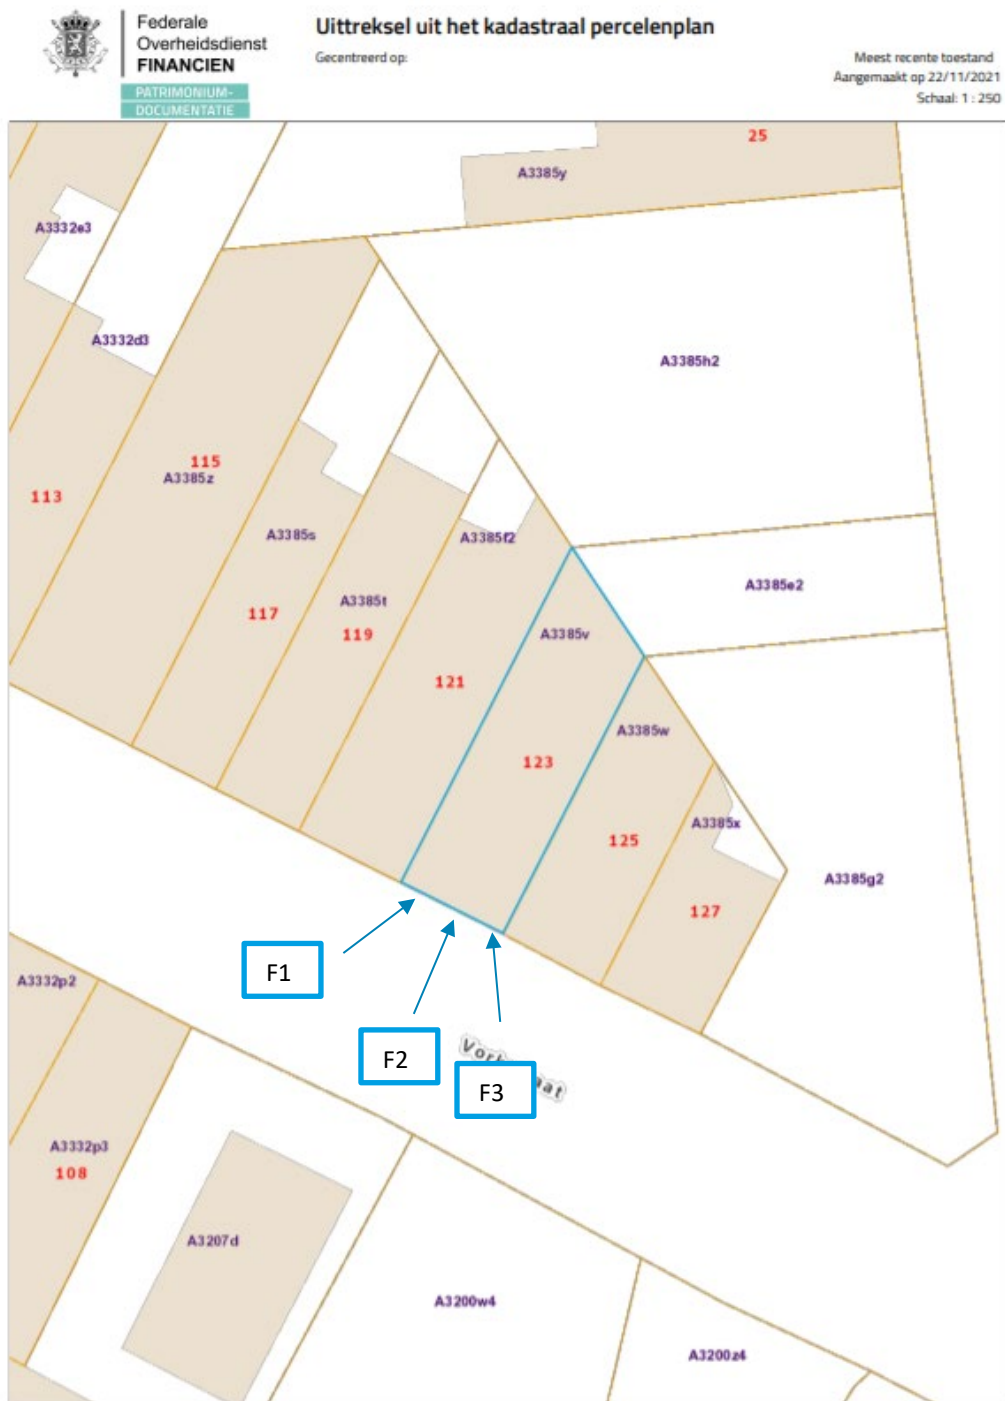 Federale
Overheidsdienst
FINANCIEN
PATRIMONIUM-
DOCUMENTATIE
Uittreksel uit het kadastraal percelenplan
Gecentreerd op:
Meest recente toestand
Aangemaakt op 22/11/2021
Schaal: 1 : 250
25
A3385y
A3332e3
A3332d3
A3385h2
115
A3385z
113
A3385s
A3385f2
A3385e2
A3385t
117
119
A3385v
121
A3385w
123
A3385x
125
A3385g2
127
F1
A3332p2
F2
F3
A3332p3
108
A3207d
A3200w4
A3200z4